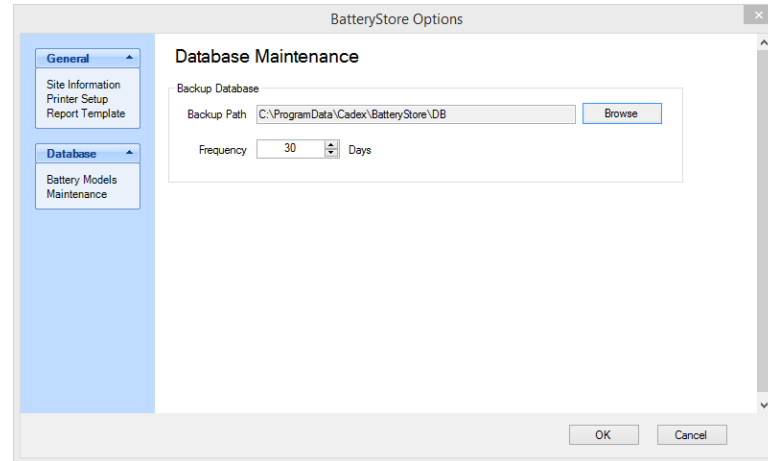 BatteryStore Options
General
Site Information
Printer Setup
Report Template
Database
Battery Models
Maintenance
Database Maintenance
Backup Database
Backup Path C:\ProgramData\Cadex\BatteryStore\DB Browse
Frequency 30 Days
OK Cancel